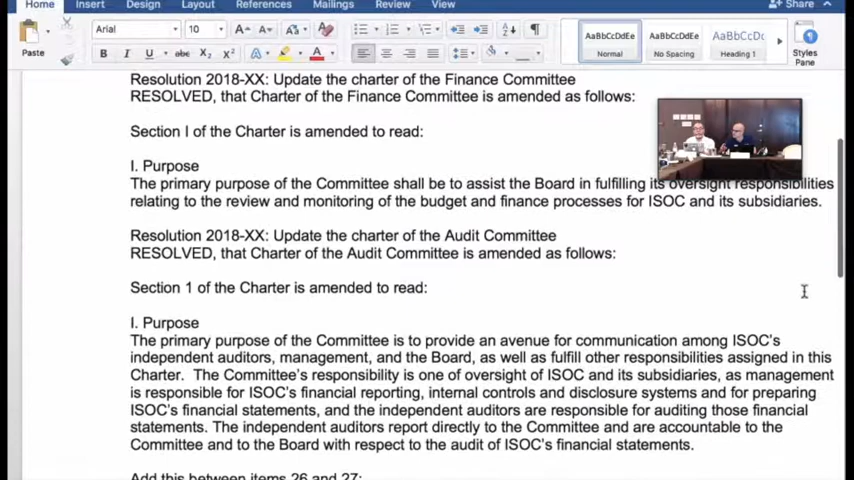 Home Insert Design Layout References Mailings Review View Share
Arial 10
Paste
AaBbCcDdEe AaBbCcDdEe AaBbCcDc
Normal No Spacing Heading 1 Styles Pane
Resolution 2018-XX: Update the charter of the Finance Committee
RESOLVED, that Charter of the Finance Committee is amended as follows:
Section I of the Charter is amended to read:
I. Purpose
The primary purpose of the Committee shall be to assist the Board in fulfilling its oversight responsibilities
relating to the review and monitoring of the budget and finance processes for ISOC and its subsidiaries.
Resolution 2018-XX: Update the charter of the Audit Committee
RESOLVED, that Charter of the Audit Committee is amended as follows:
Section 1 of the Charter is amended to read:
I. Purpose
The primary purpose of the Committee is to provide an avenue for communication among ISOC's
independent auditors, management, and the Board, as well as fulfill other responsibilities assigned in this
Charter. The Committee's responsibility is one of oversight of ISOC and its subsidiaries, as management
is responsible for ISOC's financial reporting, internal controls and disclosure systems and for preparing
ISOC's financial statements, and the independent auditors are responsible for auditing those financial
statements. The independent auditors report directly to the Committee and are accountable to the
Committee and to the Board with respect to the audit of ISOC's financial statements.
Add this between items 26 and 27: